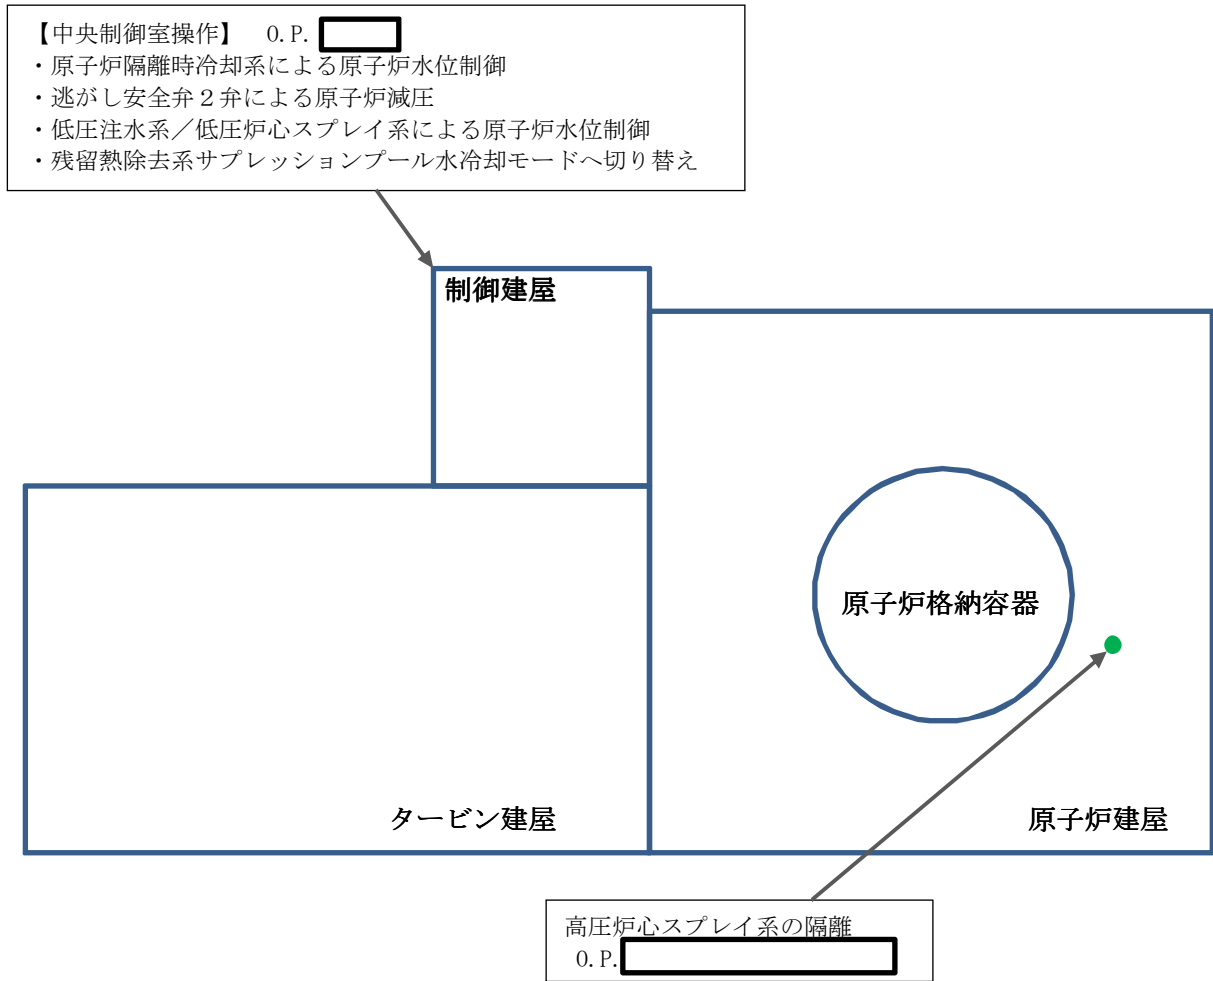 【中央制御室操作】 O.P.
・原子炉隔離時冷却系による原子炉水位制御
・逃がし安全弁２弁による原子炉減圧
・低圧注水系／低圧炉心スプレイ系による原子炉水位制御
・残留熱除去系サプレッションプール水冷却モードへ切り替え
制御建屋
原子炉格納容器
タービン建屋
原子炉建屋
高圧炉心スプレイ系の隔離
O.P.